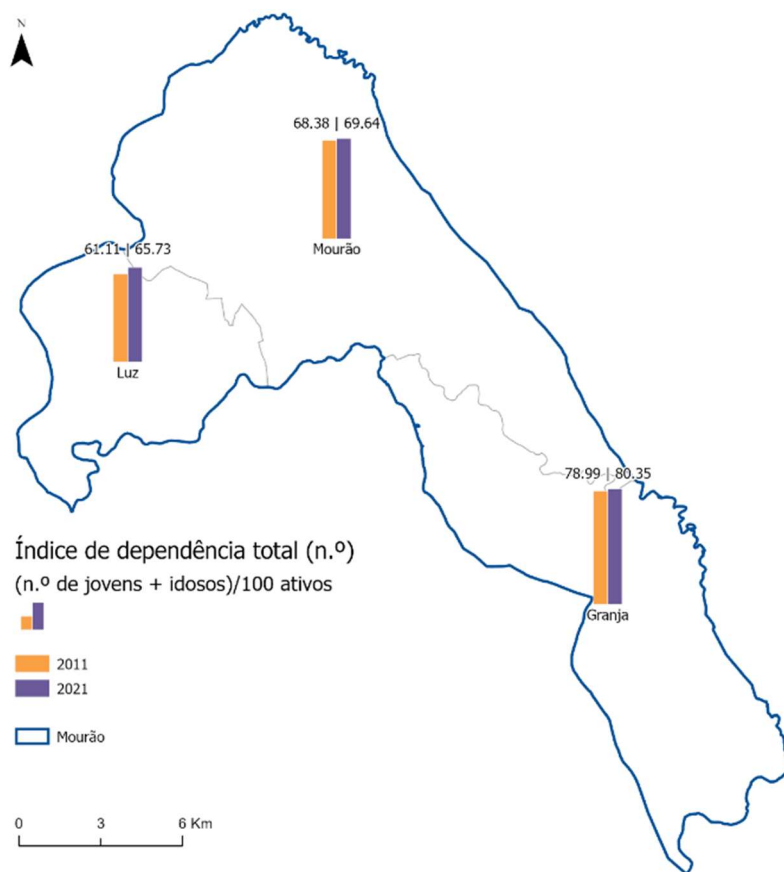 N
68.38 | 69.64
Mourão
61.11 | 65.73
Luz
78.99 | 80.35
Granja
Índice de dependência total (n.º)
(n.º de jovens + idosos)/100 ativos
2011
2021
Mourão
0 3 6 Km